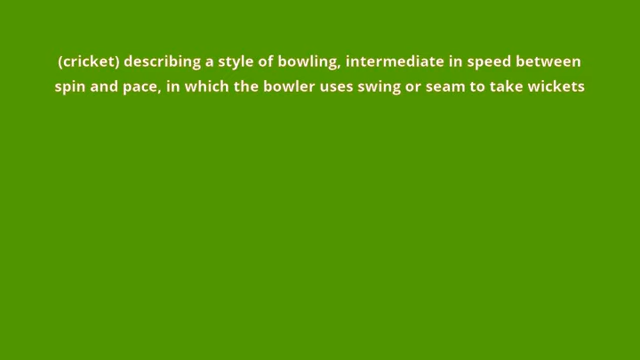 (cricket) describing a style of bowling, intermediate in speed between
spin and pace, in which the bowler uses swing or seam to take wickets